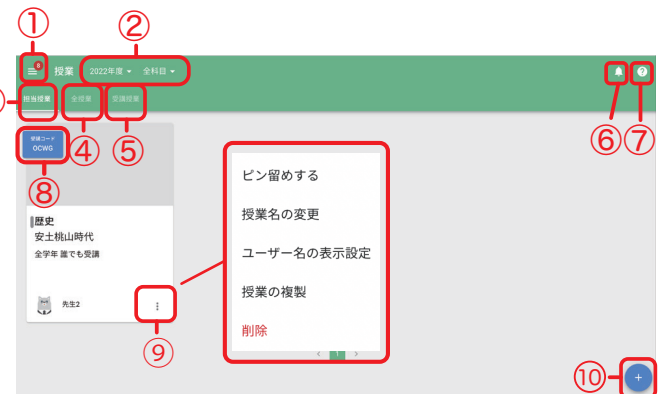 ① ②
8
授業 2022年度 全科目
担当授業 全授業 受講授業
④ ⑤ ⑥ ⑦
受講コード
OCWG
⑧
歴史
安土桃山時代
全学年 誰でも受講
先生2
⑨
ピン留めする
授業名の変更
ユーザー名の表示設定
授業の複製
削除
< 1 >
⑩ +